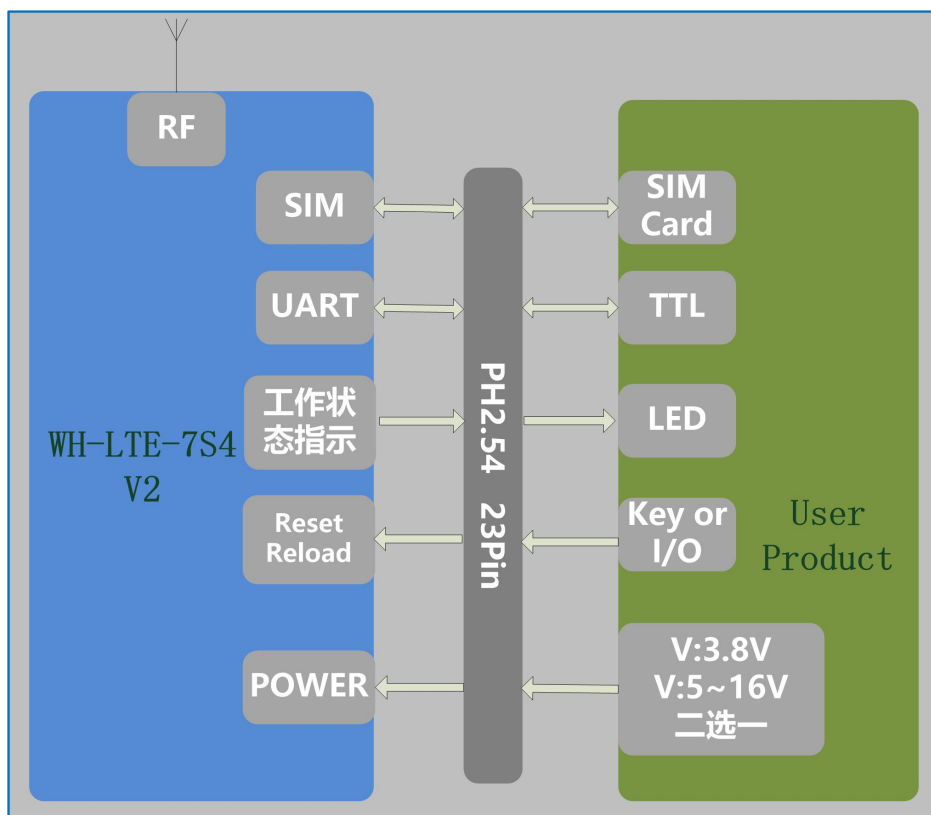 RF
SIM
UART
工作状
态指示
WH-LTE-7S4
V2
Reset
Reload
POWER
PH2.54 23Pin
SIM
Card
TTL
LED
Key or
I/O
User
Product
V:3.8V
V:5~16V
二选一